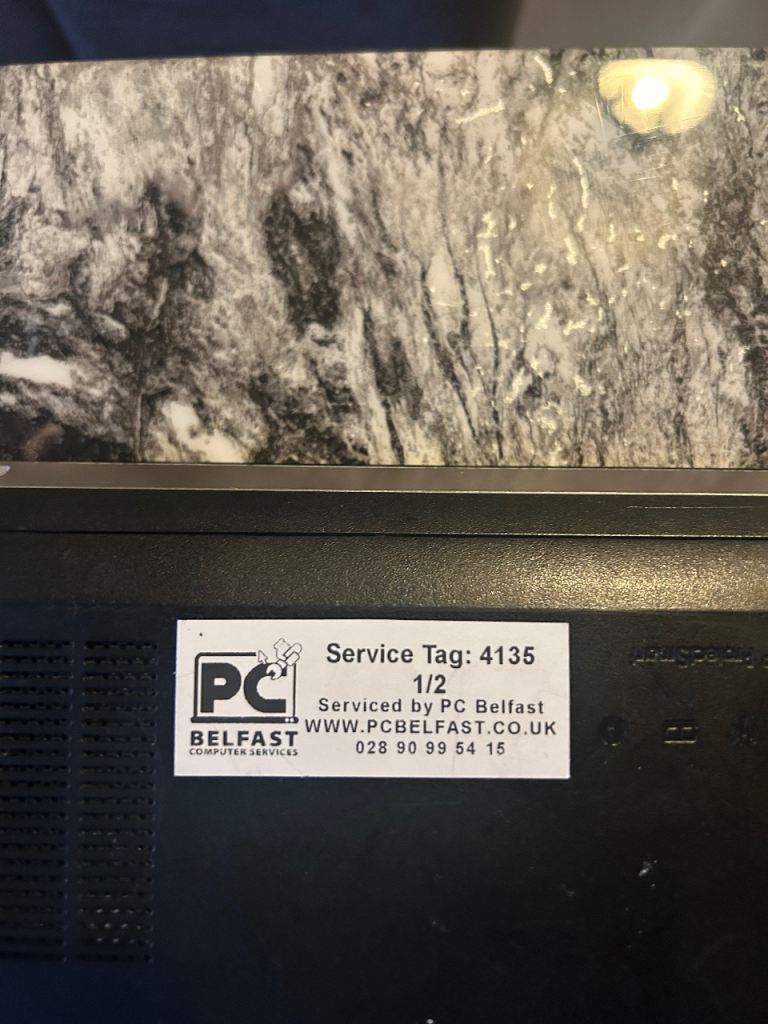 PC
BELFAST
COMPUTER SERVICES
Service Tag: 4135
1/2
Serviced by PC Belfast
WWW.PCBELFAST.CO.UK
028 90 99 54 15